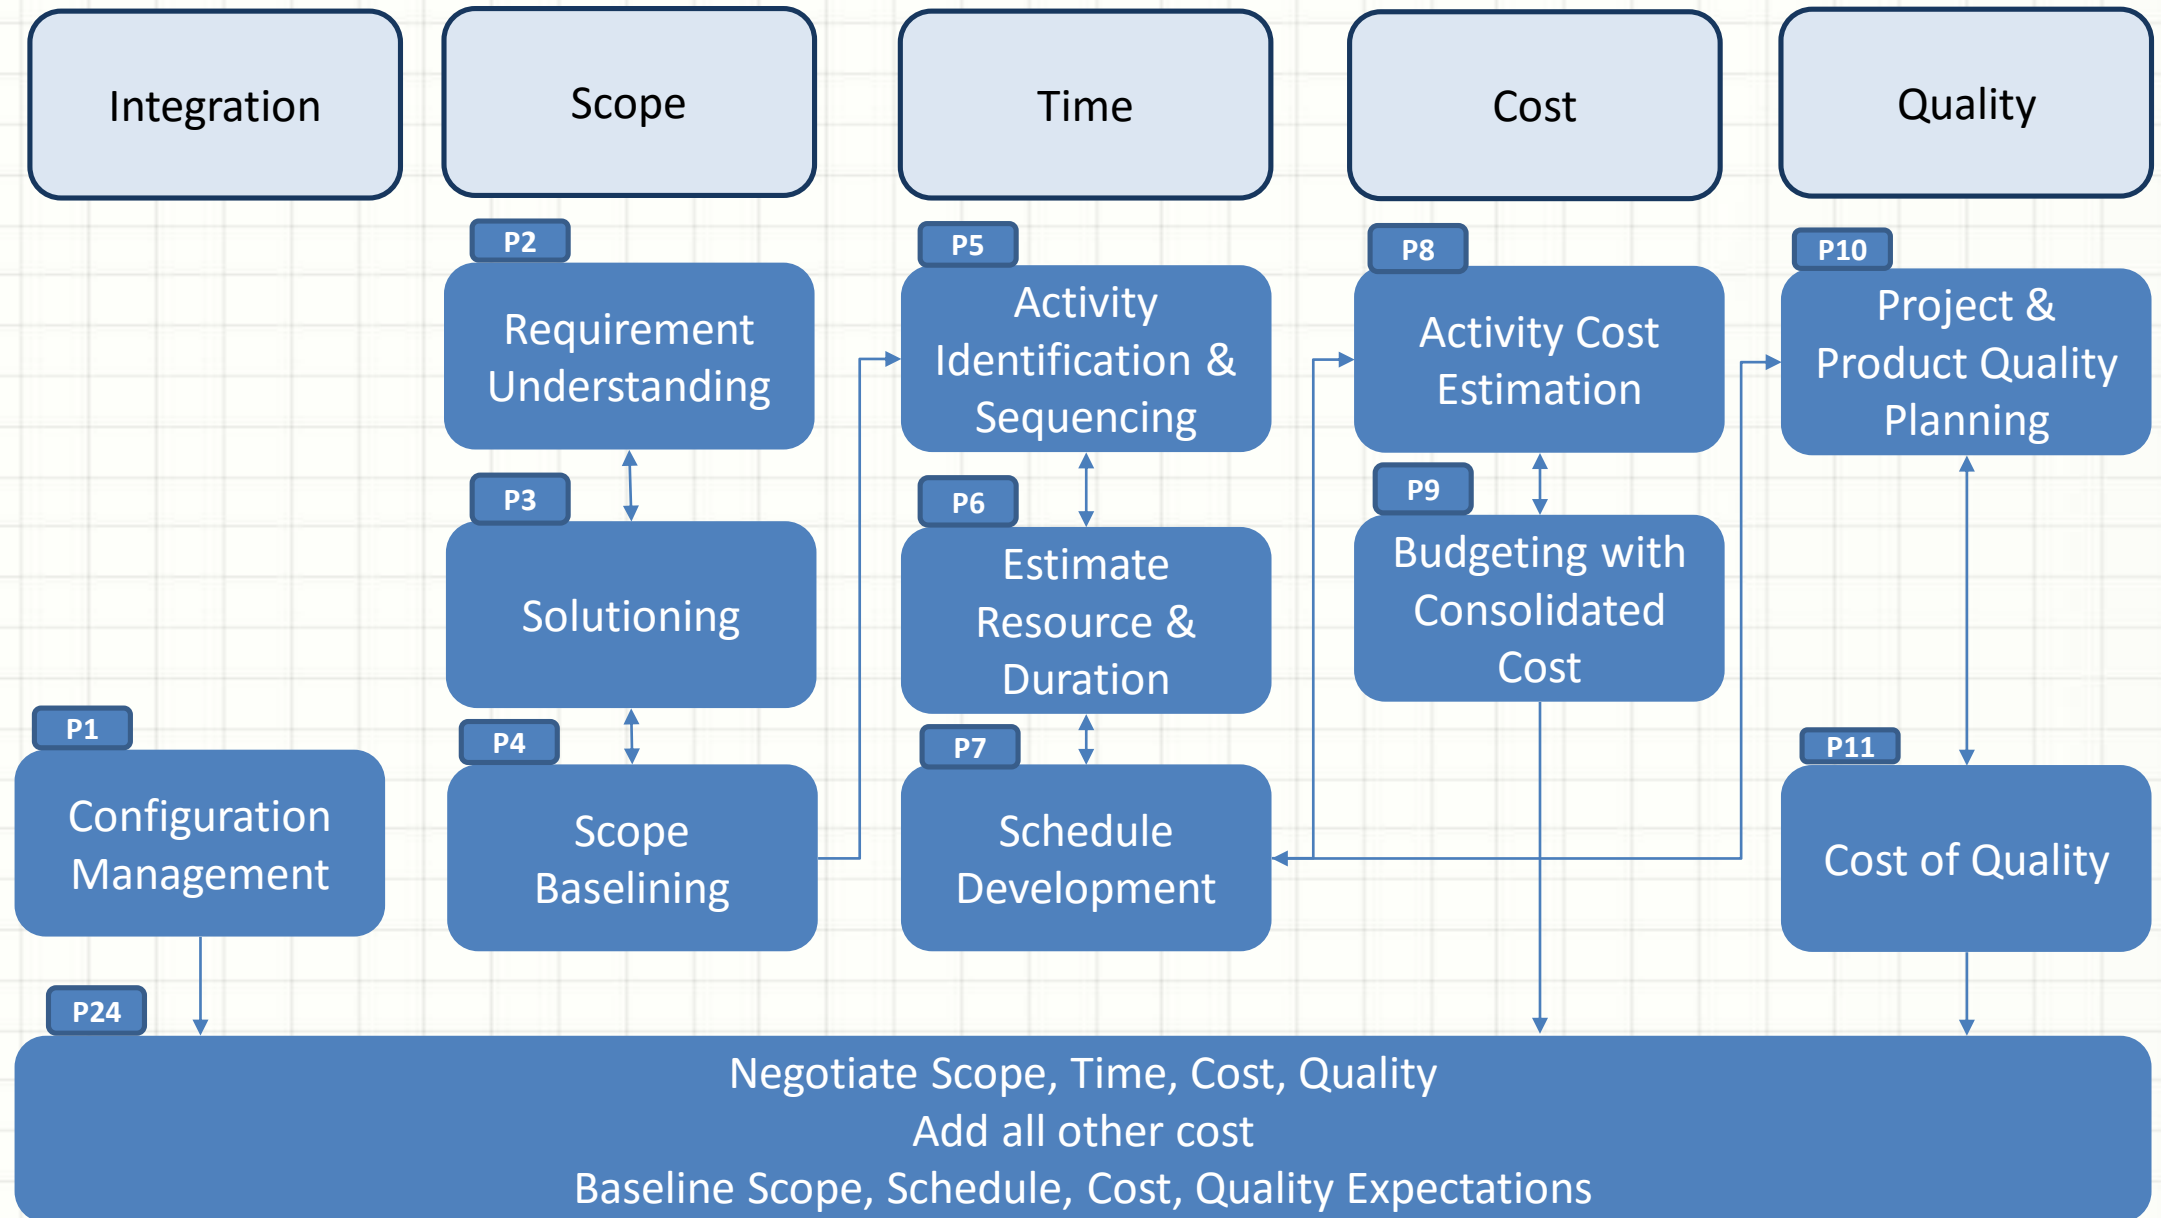 Integration
Scope
Time
Cost
Quality
P2
Requirement
Understanding
P3
Solutioning
P4
Scope
Baselining
P5
Activity
Identification &
Sequencing
P6
Estimate
Resource &
Duration
P7
Schedule
Development
P8
Activity Cost
Estimation
P9
Budgeting with
Consolidated
Cost
P10
Project &
Product Quality
Planning
P11
Cost of Quality
P1
Configuration
Management
P24
Negotiate Scope, Time, Cost, Quality
Add all other cost
Baseline Scope, Schedule, Cost, Quality Expectations